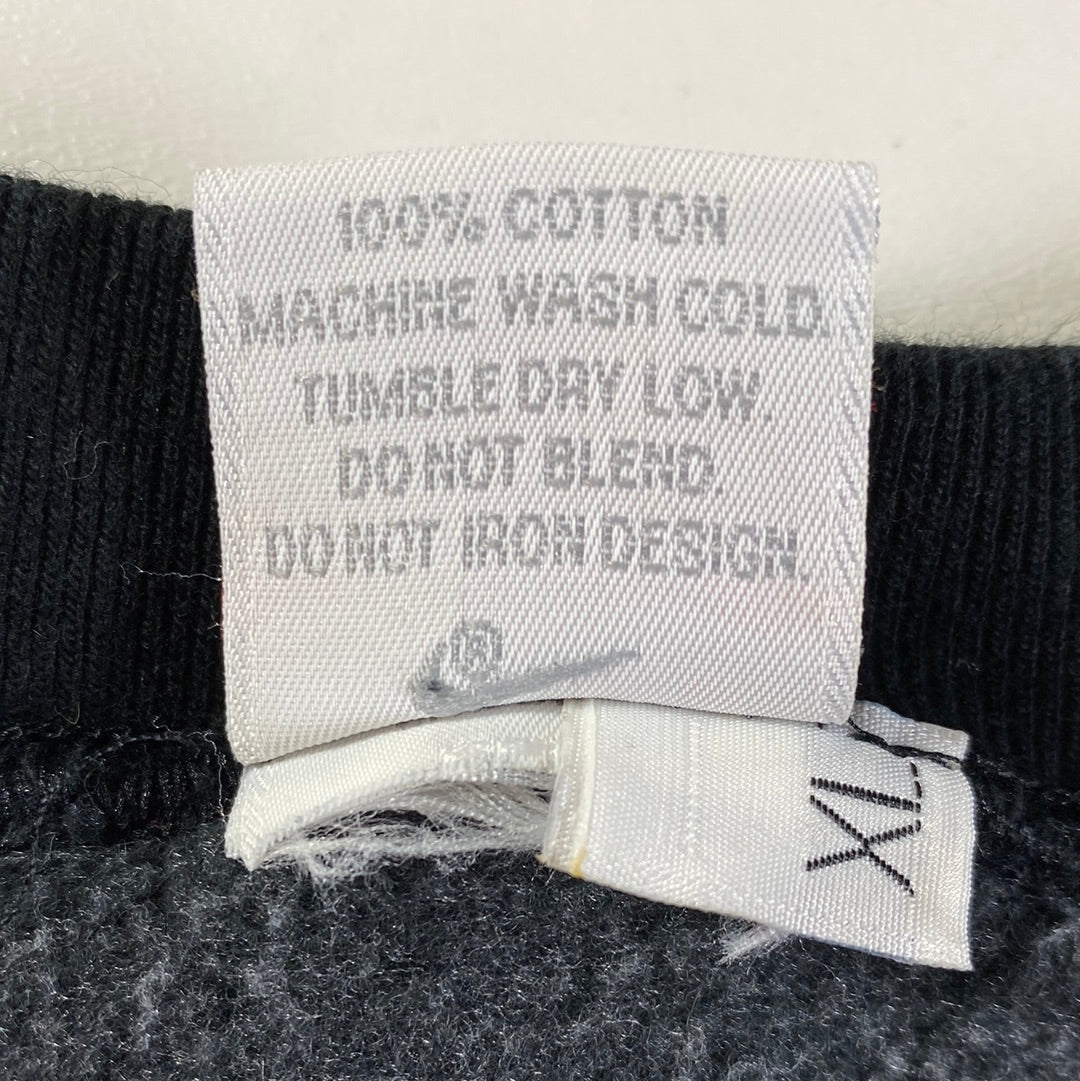 100% COTTON
MACHINE WASH COLD.
TUMBLE DRY LOW.
DO NOT BLEND.
DO NOT IRON DESIGN.
®
XL